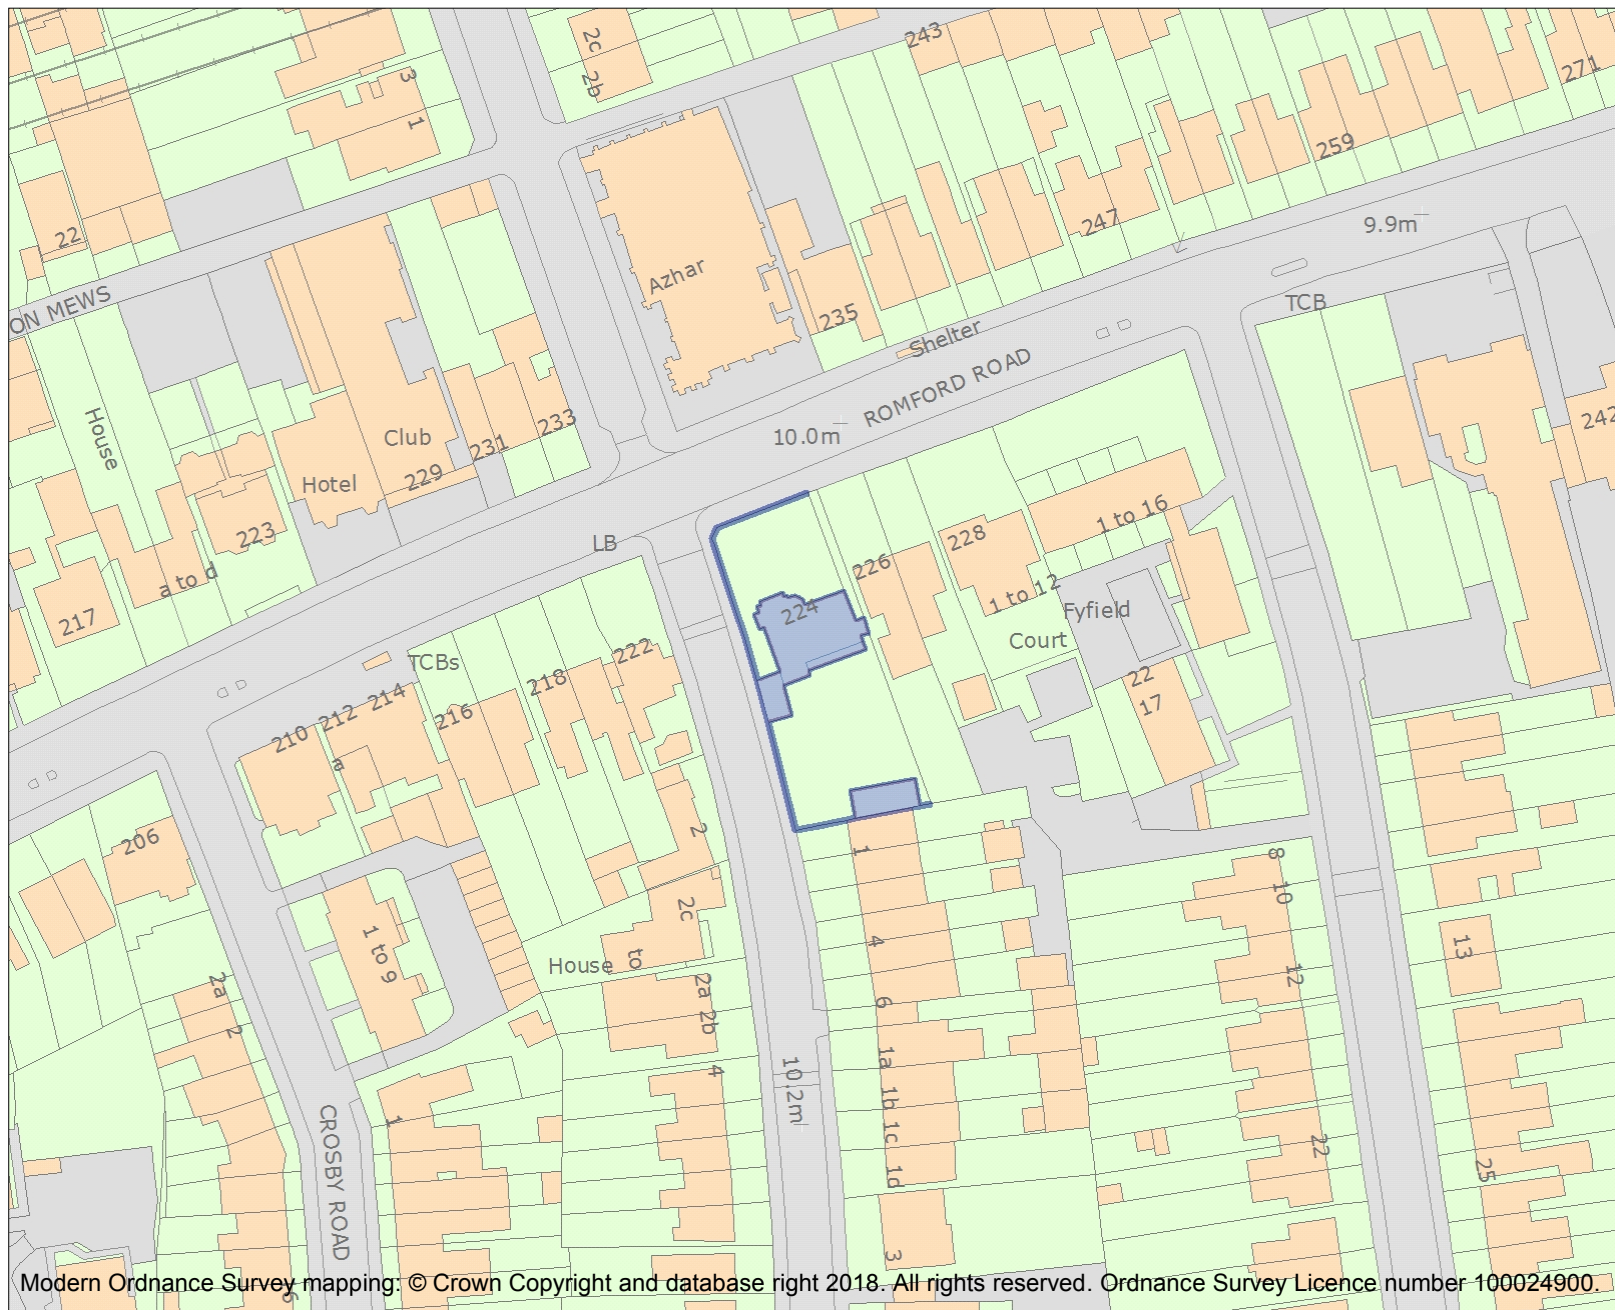 2c
2b
243
3
1
271
259
22
247
9.9m
ON MEWS
Azhar
TCB
235
Shelter
ROMFORD ROAD
House
Club
231
233
10.0m
242
Hotel
229
223
LB
228
1 to 16
226
a to d
217
224
1 to 12
Fyfield
Court
TCBs
222
218
22
17
214
212
210
216
a
206
2
1
8
10
2c
1 to 9
House
to
4
13
12
2a
2
2a
2b
6
10.2m
4
1a
1b
1c
1d
CROSBY ROAD
1
22
25
3
6
Modern Ordnance Survey mapping: © Crown Copyright and database right 2018. All rights reserved. Ordnance Survey Licence number 100024900.